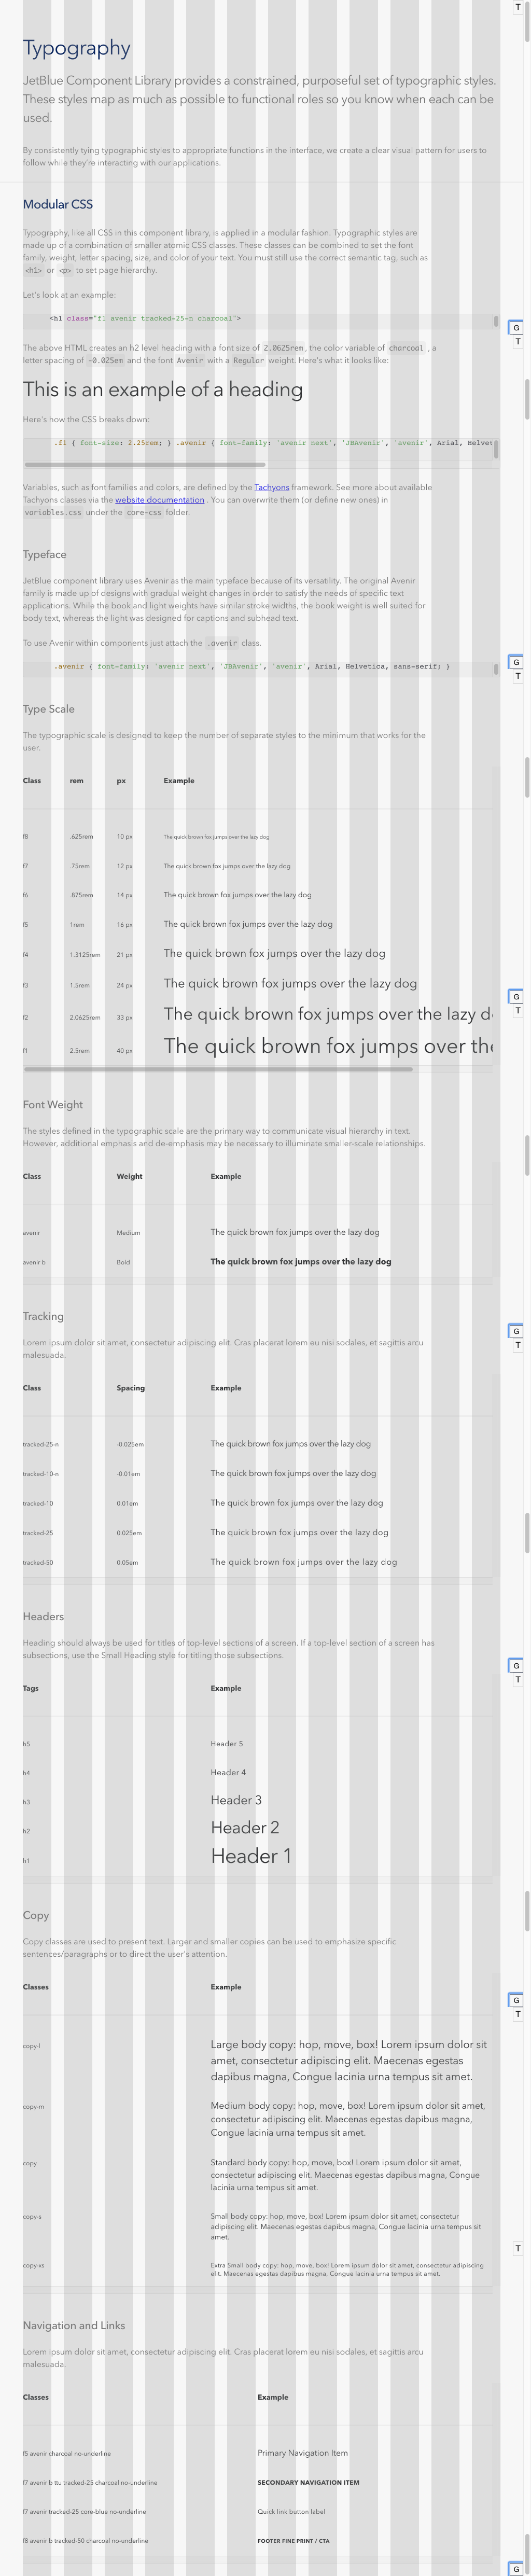 T
Typography
JetBlue Component Library provides a constrained, purposeful set of typographic styles.
These styles map as much as possible to functional roles so you know when each can be
used.
By consistently tying typographic styles to appropriate functions in the interface, we create a clear visual pattern for users to
follow while they're interacting with our applications.
Modular CSS
Typography, like all CSS in this component library, is applied in a modular fashion. Typographic styles are
made up of a combination of smaller atomic CSS classes. These classes can be combined to set the font
family, weight, letter spacing, size, and color of your text. You must still use the correct semantic tag, such as
<h1> or <p> to set page hierarchy.
Let's look at an example:
<h1 class="f1 avenir tracked-25-n charcoal">
G
T
The above HTML creates an h2 level heading with a font size of 2.0625rem , the color variable of charcoal , a
letter spacing of -0.025em and the font Avenir with a Regular weight. Here's what it looks like:
This is an example of a heading
Here's how the CSS breaks down:
.f1 { font-size: 2.25rem; } .avenir { font-family: 'avenir next', 'JBAvenir', 'avenir', Arial, Helvet
Variables, such as font families and colors, are defined by the Tachyons framework. See more about available
Tachyons classes via the website documentation . You can overwrite them (or define new ones) in
variables.css under the core-css folder.
Typeface
JetBlue component library uses Avenir as the main typeface because of its versatility. The original Avenir
family is made up of designs with gradual weight changes in order to satisfy the needs of specific text
applications. While the book and light weights have similar stroke widths, the book weight is well suited for
body text, whereas the light was designed for captions and subhead text.
To use Avenir within components just attach the .avenir class.
G
.avenir { font-family: 'avenir next', 'JBAvenir', 'avenir', Arial, Helvetica, sans-serif; }
T
Type Scale
The typographic scale is designed to keep the number of separate styles to the minimum that works for the
user.
Class rem px Example
f8 .625rem 10 px The quick brown fox jumps over the lazy dog
f7 .75rem 12 px The quick brown fox jumps over the lazy dog
f6 .875rem 14 px The quick brown fox jumps over the lazy dog
f5 1rem 16 px The quick brown fox jumps over the lazy dog
f4 1.3125rem 21 px The quick brown fox jumps over the lazy dog
f3 1.5rem 24 px The quick brown fox jumps over the lazy dog
G
T
f2 2.0625rem 33 px The quick brown fox jumps over the lazy d
f1 2.5rem 40 px The quick brown fox jumps over the
Font Weight
The styles defined in the typographic scale are the primary way to communicate visual hierarchy in text.
However, additional emphasis and de-emphasis may be necessary to illuminate smaller-scale relationships.
Class Weight Example
avenir Medium The quick brown fox jumps over the lazy dog
avenir b Bold The quick brown fox jumps over the lazy dog
Tracking
G
T
Lorem ipsum dolor sit amet, consectetur adipiscing elit. Cras placerat lorem eu nisi sodales, et sagittis arcu
malesuada.
Class Spacing Example
tracked-25-n -0.025em The quick brown fox jumps over the lazy dog
tracked-10-n -0.01em The quick brown fox jumps over the lazy dog
tracked-10 0.01em The quick brown fox jumps over the lazy dog
tracked-25 0.025em The quick brown fox jumps over the lazy dog
tracked-50 0.05em The quick brown fox jumps over the lazy dog
Headers
Heading should always be used for titles of top-level sections of a screen. If a top-level section of a screen has
subsections, use the Small Heading style for titling those subsections.
G
T
Tags Example
h5 Header 5
h4 Header 4
h3 Header 3
h2 Header 2
h1 Header 1
Copy
Copy classes are used to present text. Larger and smaller copies can be used to emphasize specific
sentences/paragraphs or to direct the user's attention.
Classes Example
G
T
copy-l Large body copy: hop, move, box! Lorem ipsum dolor sit
amet, consectetur adipiscing elit. Maecenas egestas
dapibus magna, Congue lacinia urna tempus sit amet.
copy-m Medium body copy: hop, move, box! Lorem ipsum dolor sit amet,
consectetur adipiscing elit. Maecenas egestas dapibus magna,
Congue lacinia urna tempus sit amet.
copy Standard body copy: hop, move, box! Lorem ipsum dolor sit amet,
consectetur adipiscing elit. Maecenas egestas dapibus magna, Congue
lacinia urna tempus sit amet.
copy-s Small body copy: hop, move, box! Lorem ipsum dolor sit amet, consectetur
adipiscing elit. Maecenas egestas dapibus magna, Congue lacinia urna tempus sit
amet.
T
copy-xs Extra Small body copy: hop, move, box! Lorem ipsum dolor sit amet, consectetur adipiscing
elit. Maecenas egestas dapibus magna, Congue lacinia urna tempus sit amet.
Navigation and Links
Lorem ipsum dolor sit amet, consectetur adipiscing elit. Cras placerat lorem eu nisi sodales, et sagittis arcu
malesuada.
Classes Example
f5 avenir charcoal no-underline Primary Navigation Item
f7 avenir b ttu tracked-25 charcoal no-underline SECONDARY NAVIGATION ITEM
f7 avenir tracked-25 core-blue no-underline Quick link button label
f8 avenir b tracked-50 charcoal no-underline FOOTER FINE PRINT / CTA
G